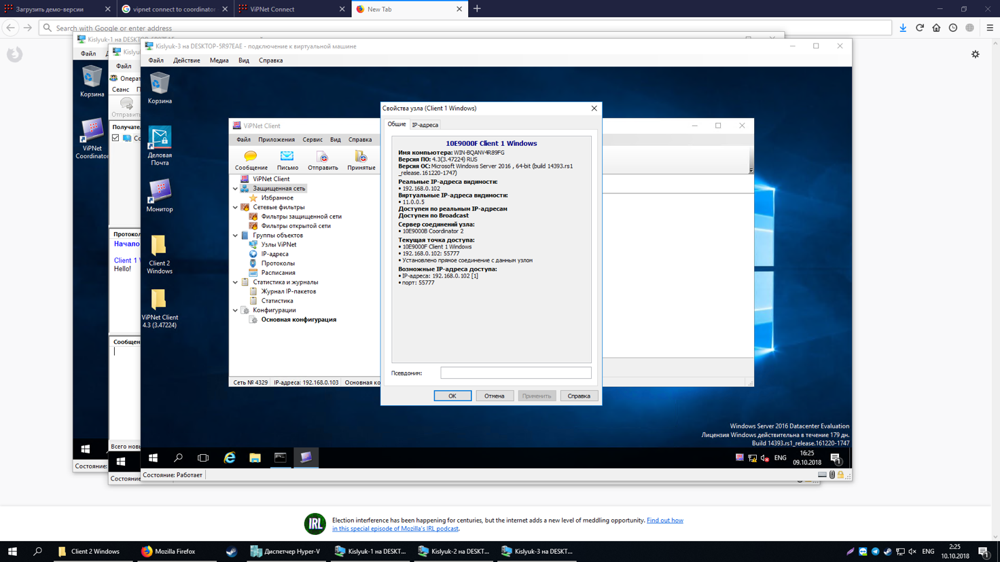 Загрузить демо-версии
vipnet connect to coordinator
ViPNet Connect
New Tab
Search with Google or enter address
Kislyuk-1 на DESKTOP-5R97EAE
Файл
Kislyuk-3 на DESKTOP-5R97EAE - подключение к виртуальной машине
Файл Действие Медиа Вид Справка
Файл
Сеанс
Отправить
Корзина
Корзина
ViPNet
Coordinator
Деловая
Почта
Монитор
Client 2
Windows
ViPNet Client
4.3 (3.47224)
Протокол
Начало
Client 1
Hello!
Состояние:
Состояние
ViPNet Client
Файл Приложения Сервис Вид Справка
Сообщение Письмо Отправить Принятые
ViPNet Client
Защищенная сеть
Избранное
Сетевые фильтры
Фильтры защищенной сети
Фильтры открытой сети
Группы объектов
Узлы ViPNet
IP-адреса
Протоколы
Расписания
Статистика и журналы
Журнал IP-пакетов
Статистика
Конфигурации
Основная конфигурация
Сеть № 4329 IP-адреса: 192.168.0.103 Основная ко
Свойства узла (Client 1 Windows)
Общие IP-адреса
10E9000F Client 1 Windows
Имя компьютера: WIN-BQANV4R89FG
Версия ПО: 4.3(3.47224) RUS
Версия ОС: Microsoft Windows Server 2016 , 64-bit (build 14393.rs1
_release.161220-1747)
Реальные IP-адреса видимости:
• 192.168.0.102
Виртуальные IP-адреса видимости:
• 11.0.0.5
Доступен по реальным IP-адресам
Доступен по Broadcast
Сервер соединений узла:
• 10E9000B Coordinator 2
Текущая точка доступа:
• 10E9000F Client 1 Windows
• 192.168.0.102: 55777
• Установлено прямое соединение с данным узлом
Возможные IP-адреса доступа:
• IP-адреса: 192.168.0.102 [1]
• порт: 55777
Псевдоним:
OK Отмена Применить Справка
Windows Server 2016 Datacenter Evaluation
Лицензия Windows действительна в течение 179 дн.
Build 14393.rs1_release.161220-1747
ENG
16:25
09.10.2018
1
Состояние: Работает
IRL
Election interference has been happening for centuries, but the internet adds a new level of meddling opportunity. Find out how
in this special episode of Mozilla's IRL podcast.
Client 2 Windows
Mozilla Firefox
Диспетчер Hyper-V
Kislyuk-1 на DESKT...
Kislyuk-2 на DESKT...
Kislyuk-3 на DESKT...
ENG
2:25
10.10.2018
1